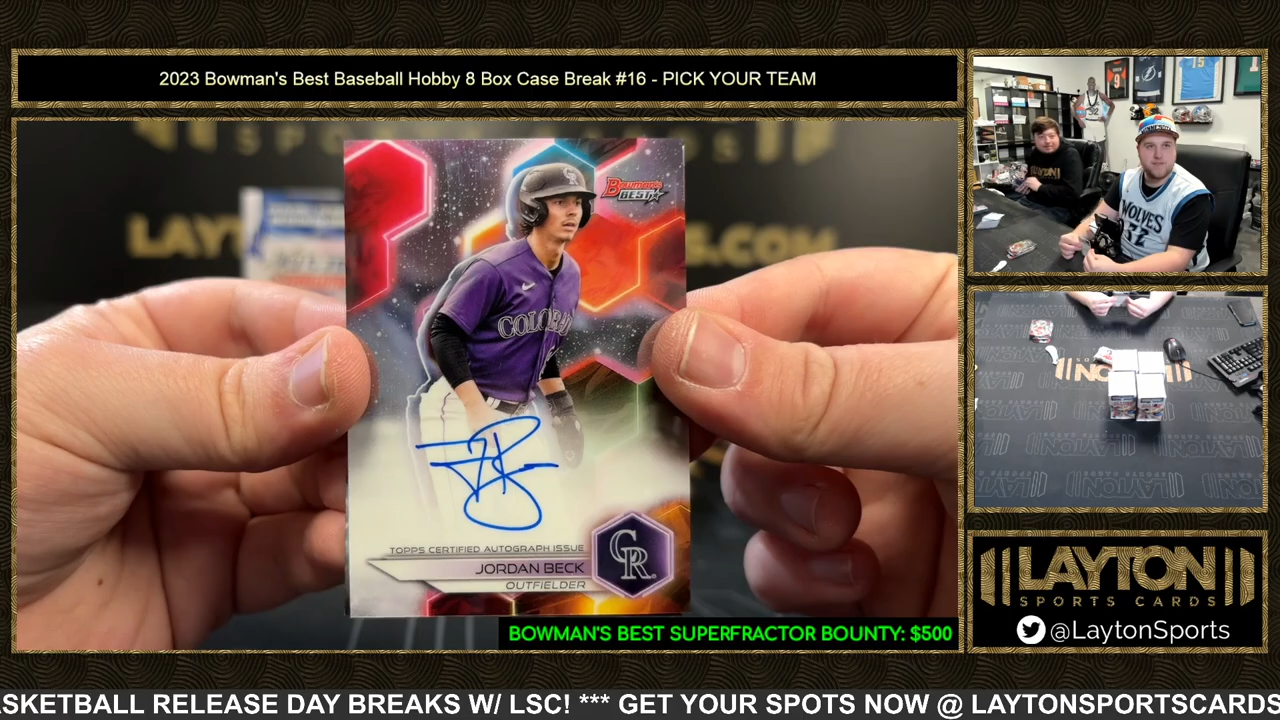 2023 Bowman's Best Baseball Hobby 8 Box Case Break #16 - PICK YOUR TEAM
BOWMAN'S
BEST
COLORADO
TOPPS CERTIFIED AUTOGRAPH ISSUE
JORDAN BECK
OUTFIELDER
CR
BOWMAN'S BEST SUPERFRACTOR BOUNTY: $500
WOLVES
32
LAYTON
SPORTS CARDS
@LaytonSports
SKETBALL RELEASE DAY BREAKS W/ LSC! *** GET YOUR SPOTS NOW @ LAYTONSPORTSCARDS